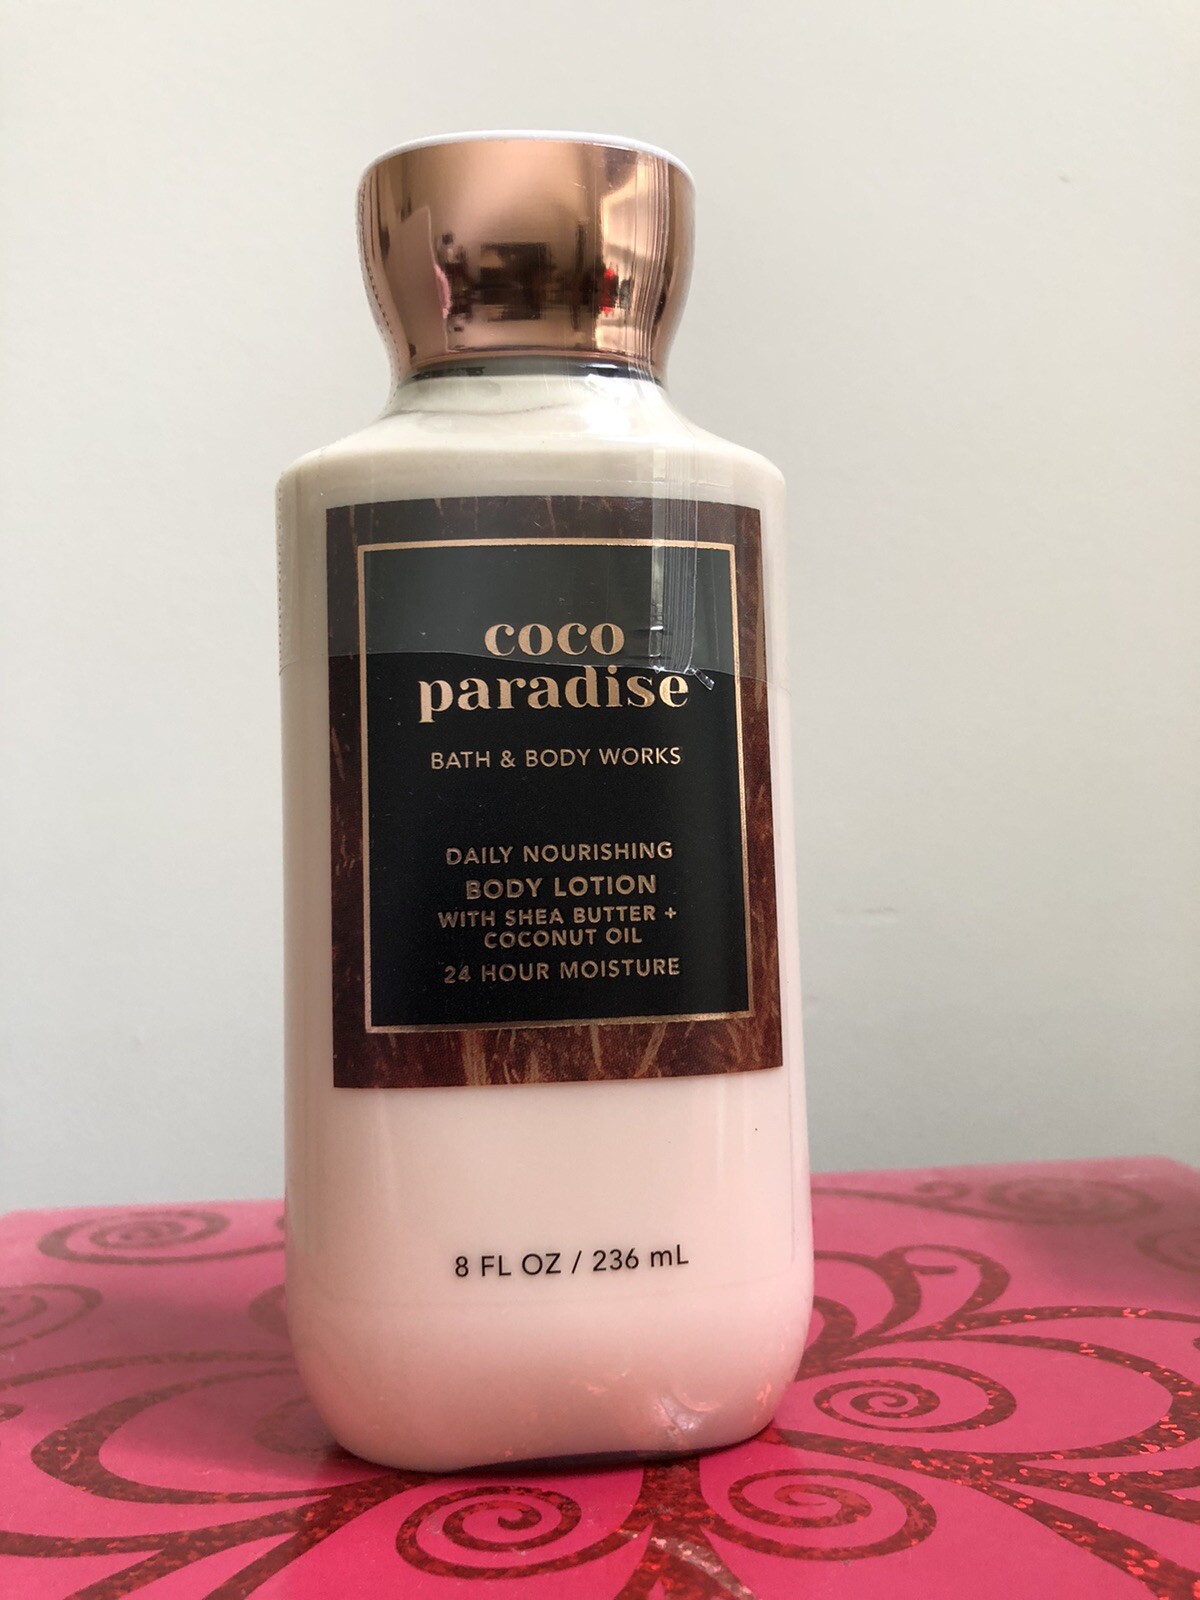 coco
paradise
BATH & BODY WORKS
DAILY NOURISHING
BODY LOTION
WITH SHEA BUTTER +
COCONUT OIL
24 HOUR MOISTURE
8 FL OZ / 236 mL